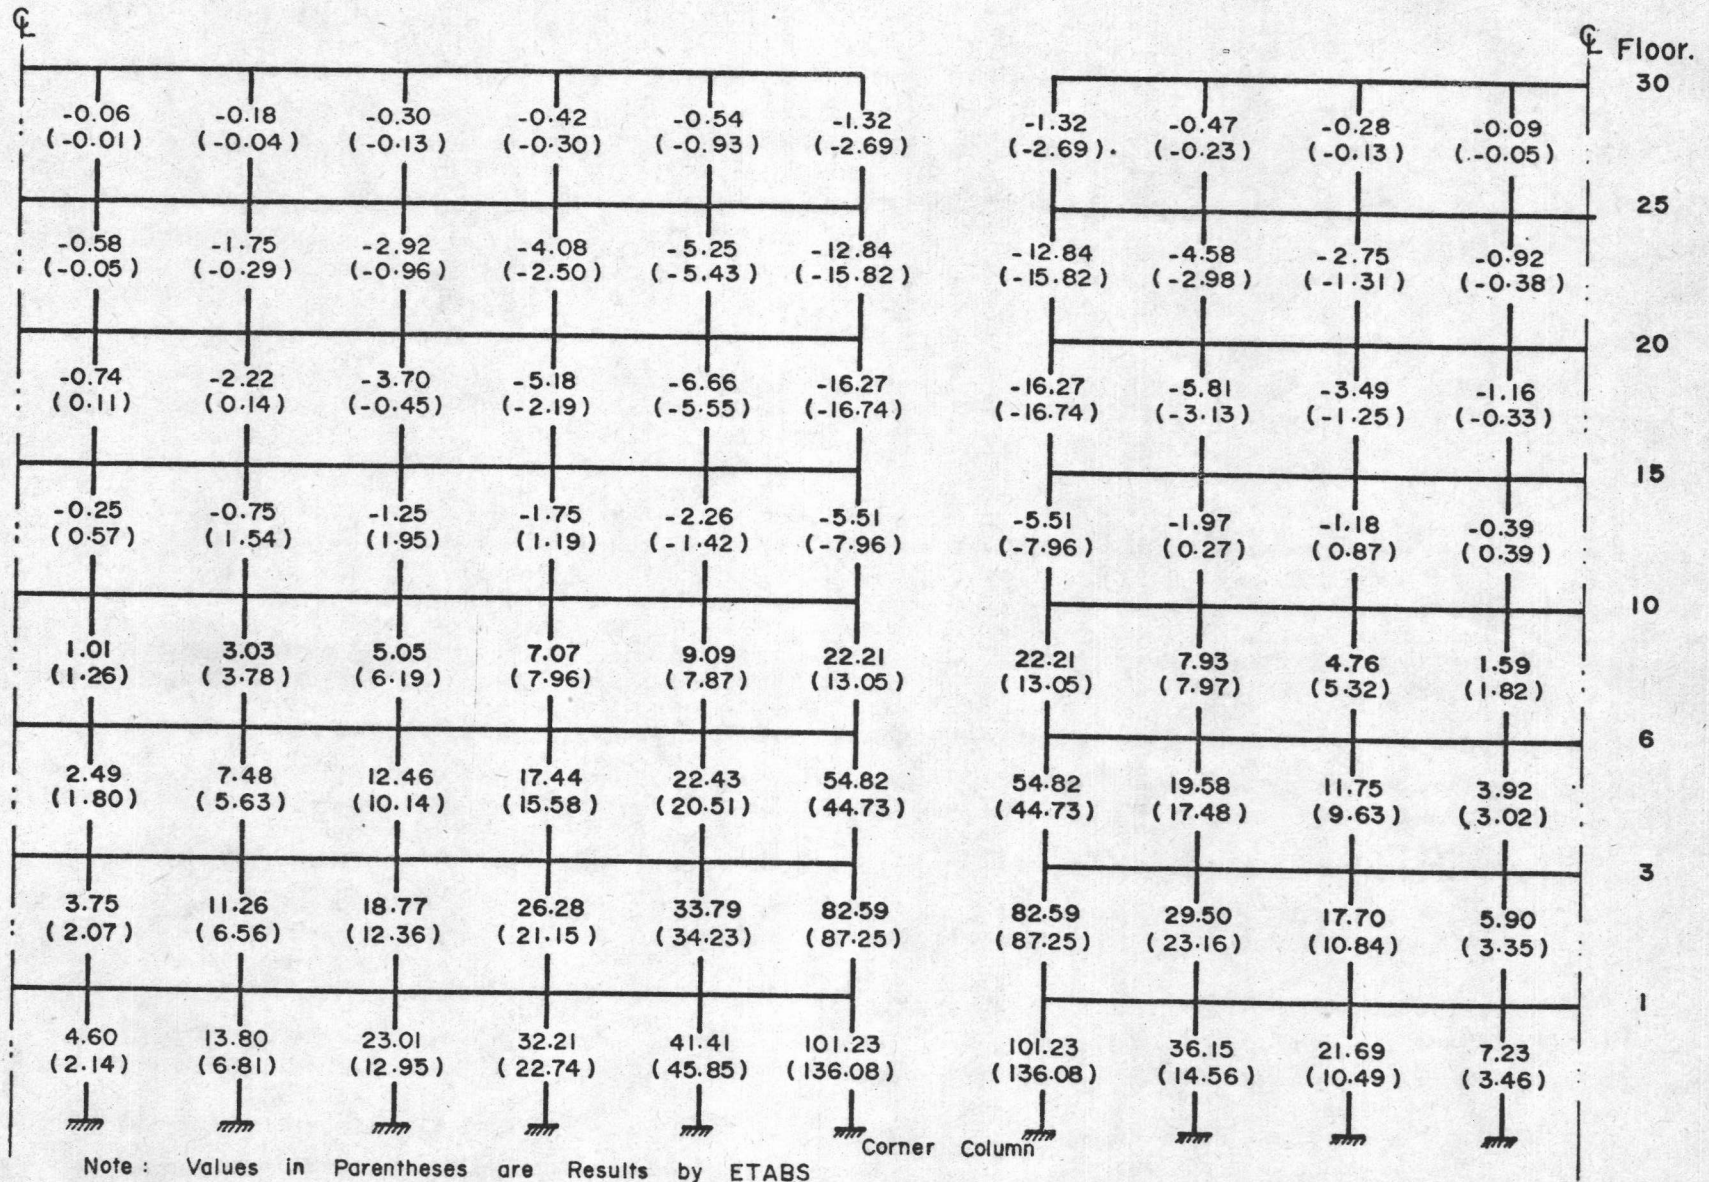 ℄ ℄ Floor.
30
-0.06 -0.18 -0.30 -0.42 -0.54 -1.32 -1.32 -0.47 -0.28 -0.09
(-0.01) (-0.04) (-0.13) (-0.30) (-0.93) (-2.69) (-2.69). (-0.23) (-0.13) (-0.05)
25
-0.58 -1.75 -2.92 -4.08 -5.25 -12.84 -12.84 -4.58 -2.75 -0.92
(-0.05) (-0.29) (-0.96) (-2.50) (-5.43) (-15.82) (-15.82) (-2.98) (-1.31) (-0.38)
20
-0.74 -2.22 -3.70 -5.18 -6.66 -16.27 -16.27 -5.81 -3.49 -1.16
(0.11) (0.14) (-0.45) (-2.19) (-5.55) (-16.74) (-16.74) (-3.13) (-1.25) (-0.33)
15
-0.25 -0.75 -1.25 -1.75 -2.26 -5.51 -5.51 -1.97 -1.18 -0.39
(0.57) (1.54) (1.95) (1.19) (-1.42) (-7.96) (-7.96) (0.27) (0.87) (0.39)
10
1.01 3.03 5.05 7.07 9.09 22.21 22.21 7.93 4.76 1.59
(1.26) (3.78) (6.19) (7.96) (7.87) (13.05) (13.05) (7.97) (5.32) (1.82)
6
2.49 7.48 12.46 17.44 22.43 54.82 54.82 19.58 11.75 3.92
(1.80) (5.63) (10.14) (15.58) (20.51) (44.73) (44.73) (17.48) (9.63) (3.02)
3
3.75 11.26 18.77 26.28 33.79 82.59 82.59 29.50 17.70 5.90
(2.07) (6.56) (12.36) (21.15) (34.23) (87.25) (87.25) (23.16) (10.84) (3.35)
1
4.60 13.80 23.01 32.21 41.41 101.23 101.23 36.15 21.69 7.23
(2.14) (6.81) (12.95) (22.74) (45.85) (136.08) (136.08) (14.56) (10.49) (3.46)
Corner Column
Note : Values in Parentheses are Results by ETABS